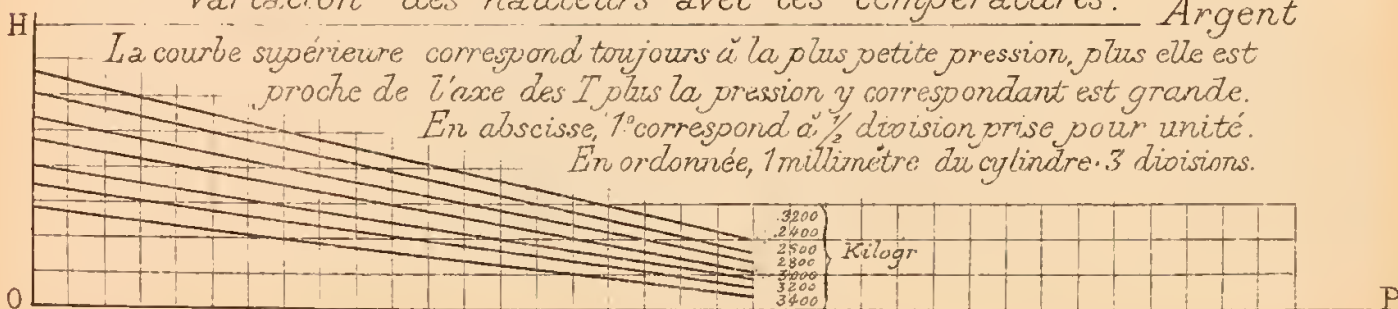 Variation des hauteurs avec les températures.
Argent
H
La courbe supérieure correspond toujours à la plus petite pression, plus elle est
proche de l'axe des T plus la pression y correspondant est grande.
En abscisse, 1° correspond à ½ division prise pour unité.
En ordonnée, 1 millimètre du cylindre. 3 divisions.
3200
2400
2500
2800
3000
3200
3400
Kilogr
O
P